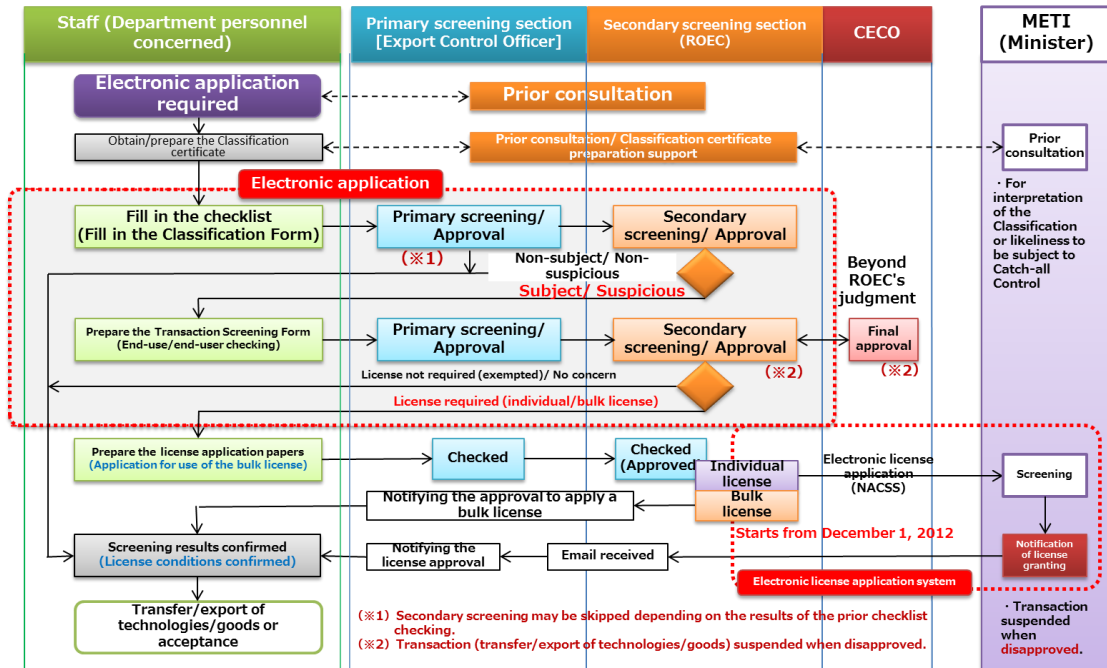 Staff (Department personnel
concerned)
Primary screening section
[Export Control Officer]
Secondary screening section
(ROEC)
CECO
METI
(Minister)
Electronic application
required
Prior consultation
Obtain/prepare the Classification
certificate
Prior consultation/ Classification certificate
preparation support
Prior
consultation
Electronic application
・For
interpretation
of the
Classification
or likeliness to
be subject to
Catch-all
Control
Fill in the checklist
(Fill in the Classification Form)
Primary screening/
Approval
Secondary
screening/ Approval
(※1)
Non-subject/ Non-
suspicious
Subject/ Suspicious
Beyond
ROEC's
judgment
Prepare the Transaction Screening Form
(End-use/end-user checking)
Primary screening/
Approval
Secondary
screening/ Approval
Final
approval
(※2)
(※2)
License not required (exempted)/ No concern
License required (individual/bulk license)
Prepare the license application papers
(Application for use of the bulk license)
Checked
Checked
(Approved)
Individual
license
Bulk
license
Electronic license
application
(NACSS)
Screening
Notifying the approval to apply a
bulk license
Starts from December 1, 2012
Screening results confirmed
(License conditions confirmed)
Notifying the
license approval
Email received
Notification
of license
granting
Electronic license application system
Transfer/export of
technologies/goods or
acceptance
(※1) Secondary screening may be skipped depending on the results of the prior checklist
checking.
(※2) Transaction (transfer/export of technologies/goods) suspended when disapproved.
・Transaction
suspended
when
disapproved.